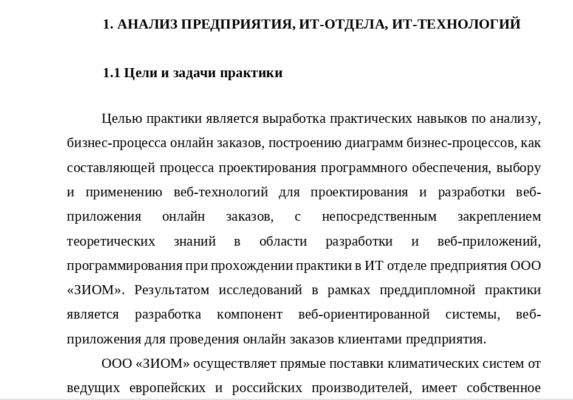 1. АНАЛИЗ ПРЕДПРИЯТИЯ, ИТ-ОТДЕЛА, ИТ-ТЕХНОЛОГИЙ
1.1 Цели и задачи практики
Целью практики является выработка практических навыков по анализу,
бизнес-процесса онлайн заказов, построению диаграмм бизнес-процессов, как
составляющей процесса проектирования программного обеспечения, выбору
и применению веб-технологий для проектирования и разработки веб-
приложения онлайн заказов, с непосредственным закреплением
теоретических знаний в области разработки и веб-приложений,
программирования при прохождении практики в ИТ отделе предприятия ООО
«ЗИОМ». Результатом исследований в рамках преддипломной практики
является разработка компонент веб-ориентированной системы, веб-
приложения для проведения онлайн заказов клиентами предприятия.
ООО «ЗИОМ» осуществляет прямые поставки климатических систем от
ведущих европейских и российских производителей, имеет собственное